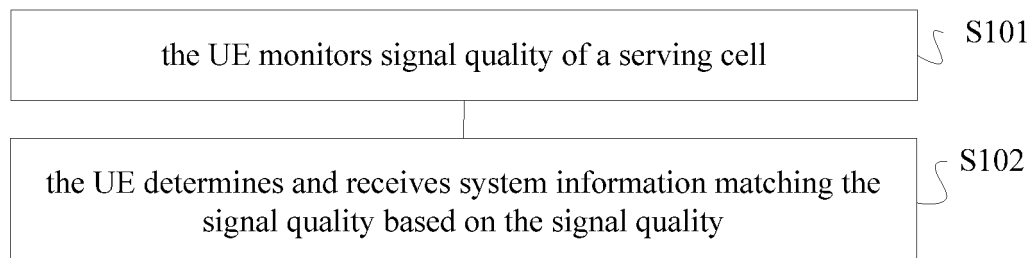 the UE monitors signal quality of a serving cell
S101
the UE determines and receives system information matching the
signal quality based on the signal quality
S102